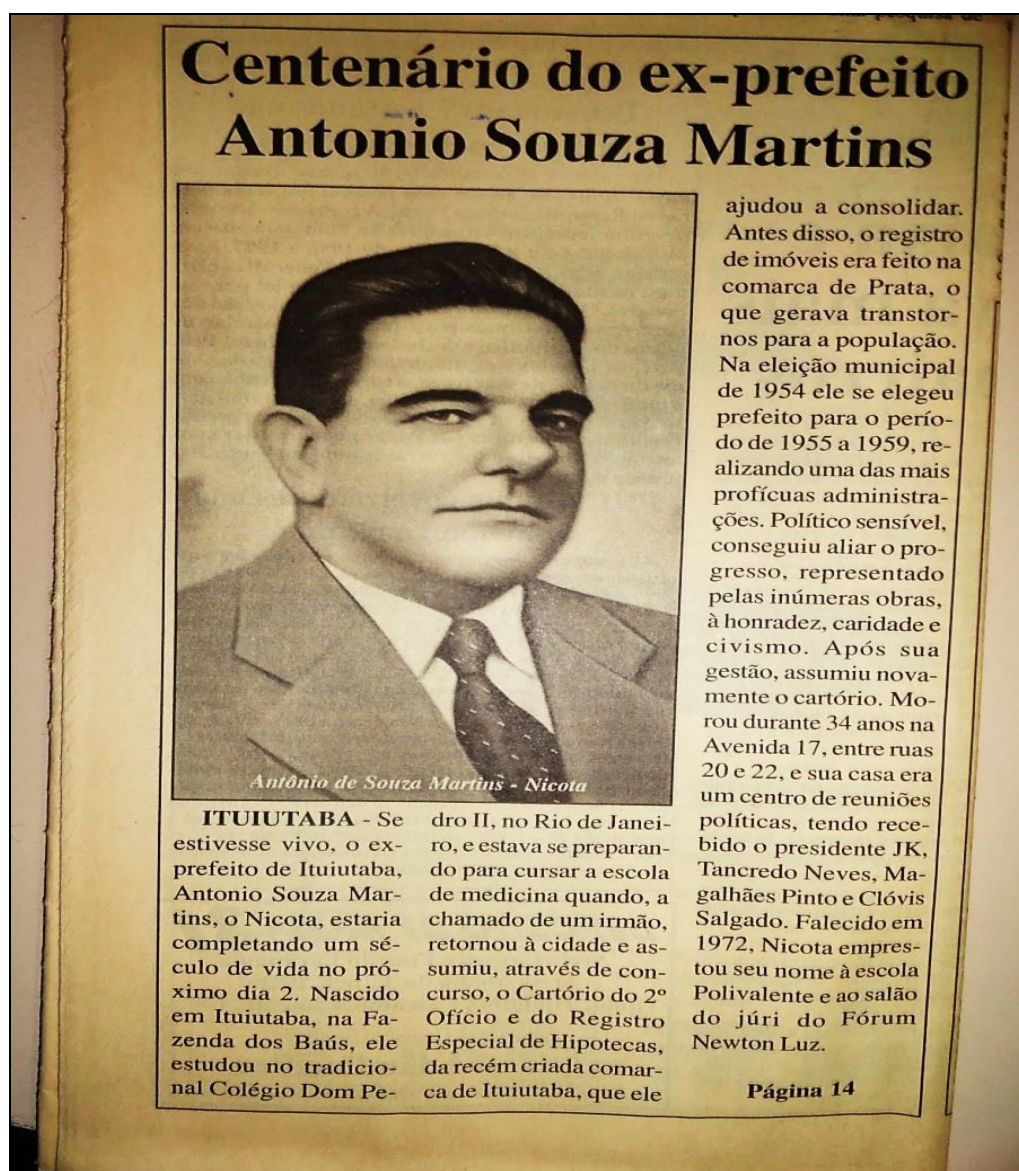 pesquisa de
Centenário do ex-prefeito
Antonio Souza Martins
Antônio de Souza Martins - Nicota
ITUIUTABA - Se
estivesse vivo, o ex-
prefeito de Ituiutaba,
Antonio Souza Mar-
tins, o Nicota, estaria
completando um sé-
culo de vida no pró-
ximo dia 2. Nascido
em Ituiutaba, na Fa-
zenda dos Baús, ele
estudou no tradicio-
nal Colégio Dom Pe-
dro II, no Rio de Janei-
ro, e estava se preparan-
do para cursar a escola
de medicina quando, a
chamado de um irmão,
retornou à cidade e as-
sumiu, através de con-
curso, o Cartório do 2º
Ofício e do Registro
Especial de Hipotecas,
da recém criada comar-
ca de Ituiutaba, que ele
ajudou a consolidar.
Antes disso, o registro
de imóveis era feito na
comarca de Prata, o
que gerava transtor-
nos para a população.
Na eleição municipal
de 1954 ele se elegeu
prefeito para o perío-
do de 1955 a 1959, re-
alizando uma das mais
profícuas administra-
ções. Político sensível,
conseguiu aliar o pro-
gresso, representado
pelas inúmeras obras,
à honradez, caridade e
civismo. Após sua
gestão, assumiu nova-
mente o cartório. Mo-
rou durante 34 anos na
Avenida 17, entre ruas
20 e 22, e sua casa era
um centro de reuniões
políticas, tendo rece-
bido o presidente JK,
Tancredo Neves, Ma-
galhães Pinto e Clóvis
Salgado. Falecido em
1972, Nicota empres-
tou seu nome à escola
Polivalente e ao salão
do júri do Fórum
Newton Luz.
Página 14